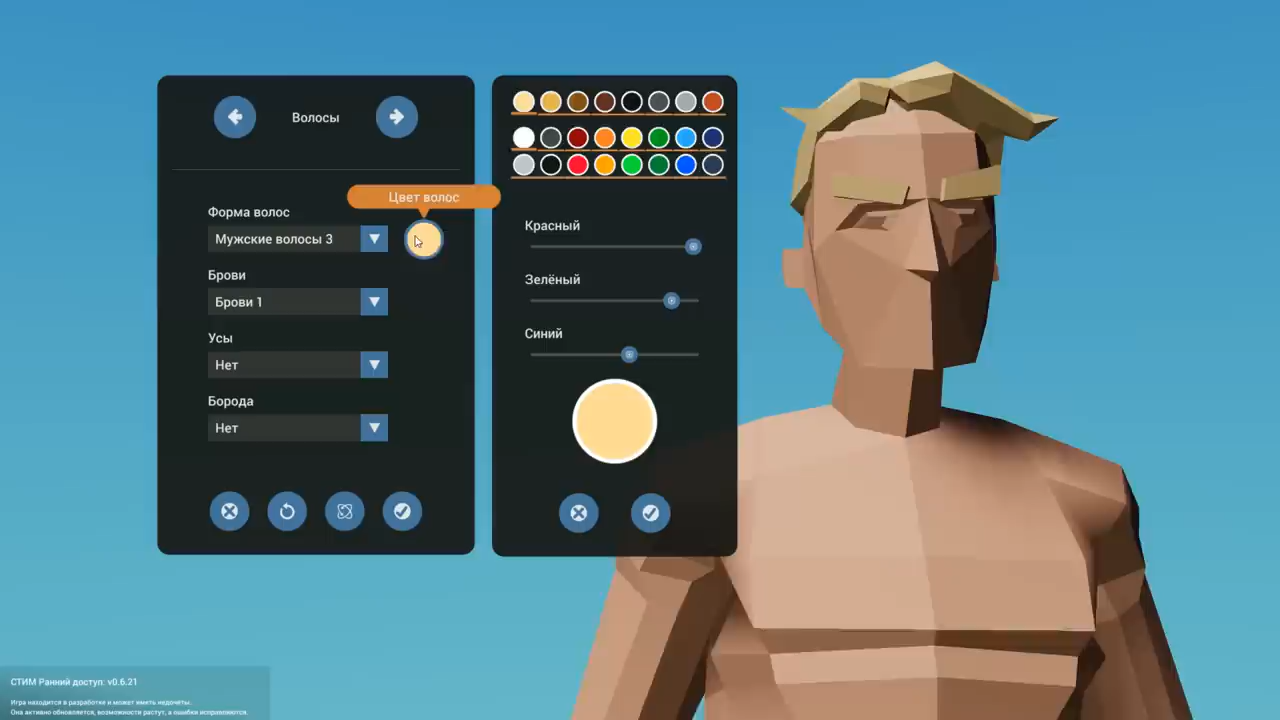 Волосы
Цвет волос
Форма волос
Мужские волосы 3
Брови
Брови 1
Усы
Нет
Борода
Нет
Красный
Зелёный
Синий
СТИМ Ранний доступ: v0.6.21
Игра находится в разработке и может иметь недочёты.
Она активно обновляется, возможности растут, а ошибки исправляются.